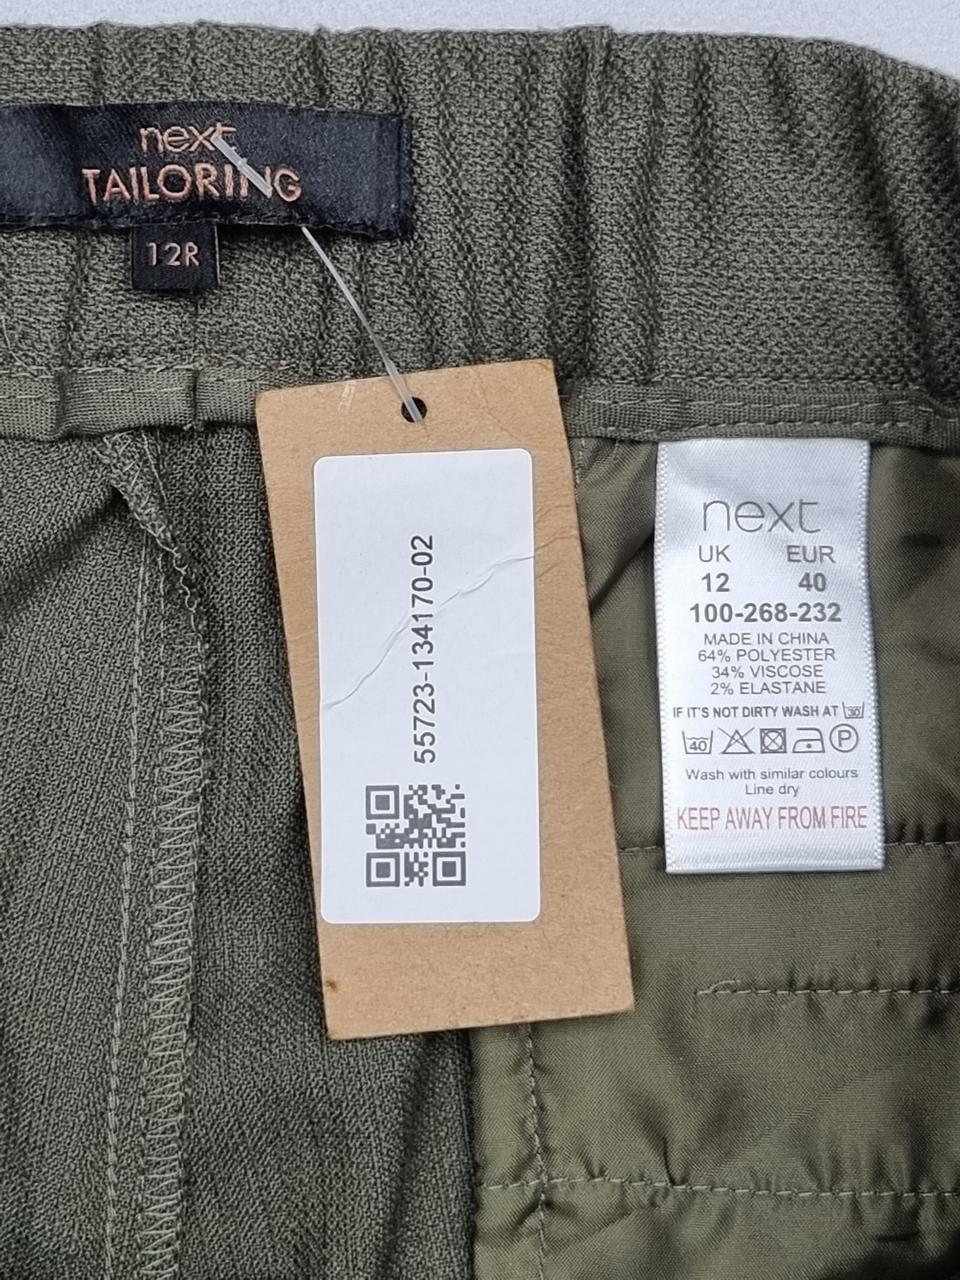 next
TAILORING
12R
55723-134170-02
next
UK EUR
12 40
100-268-232
MADE IN CHINA
64% POLYESTER
34% VISCOSE
2% ELASTANE
IF IT'S NOT DIRTY WASH AT 30
40 P
Wash with similar colours
Line dry
KEEP AWAY FROM FIRE